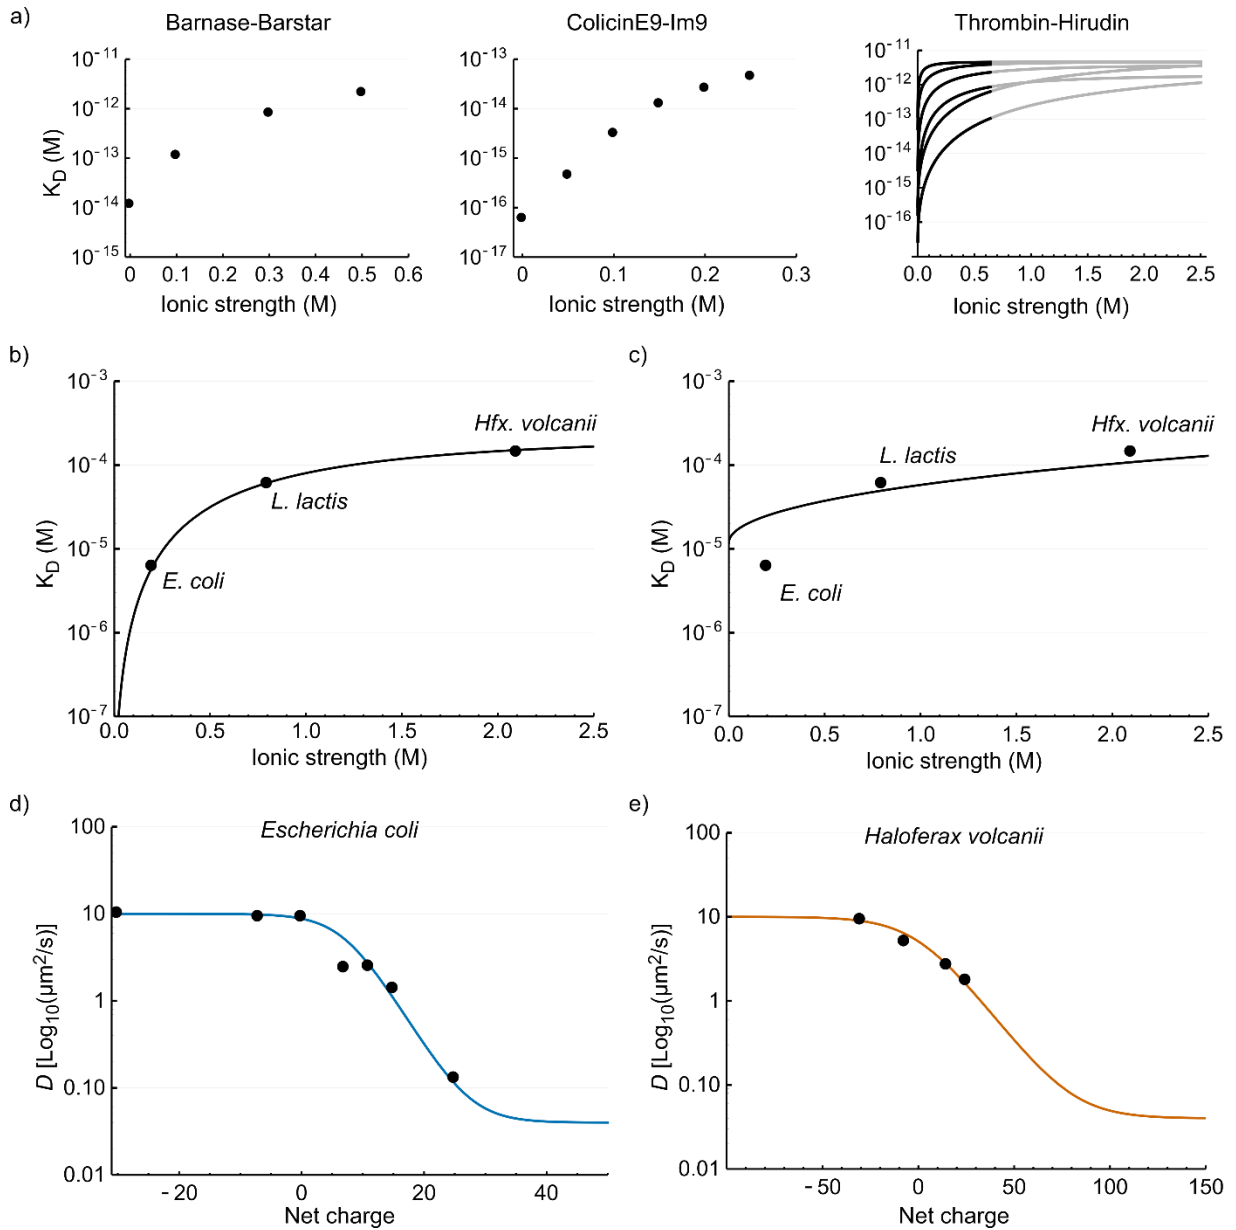 a)
Barnase-Barstar
ColicinE9-Im9
Thrombin-Hirudin
K_D (M)
10⁻¹¹
10⁻¹²
10⁻¹³
10⁻¹⁴
10⁻¹⁵
0 0.1 0.2 0.3 0.4 0.5 0.6
Ionic strength (M)
10⁻¹³
10⁻¹⁴
10⁻¹⁵
10⁻¹⁶
10⁻¹⁷
0 0.1 0.2 0.3
Ionic strength (M)
10⁻¹¹
10⁻¹²
10⁻¹³
10⁻¹⁴
10⁻¹⁵
10⁻¹⁶
0.0 0.5 1.0 1.5 2.0 2.5
Ionic strength (M)
b)
K_D (M)
10⁻³
10⁻⁴
10⁻⁵
10⁻⁶
10⁻⁷
Hfx. volcanii
L. lactis
E. coli
0.0 0.5 1.0 1.5 2.0 2.5
Ionic strength (M)
c)
K_D (M)
10⁻³
10⁻⁴
10⁻⁵
10⁻⁶
10⁻⁷
Hfx. volcanii
L. lactis
E. coli
0.0 0.5 1.0 1.5 2.0 2.5
Ionic strength (M)
d)
Escherichia coli
D [Log₁₀(µm²/s)]
100
10
1
0.10
0.01
-20 0 20 40
Net charge
e)
Haloferax volcanii
D [Log₁₀(µm²/s)]
100
10
1
0.10
0.01
-50 0 50 100 150
Net charge